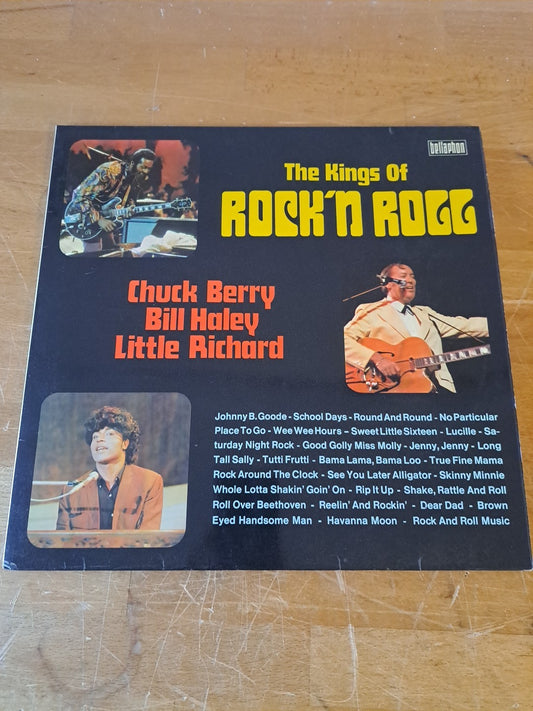 bellaphon
The Kings Of
ROCK'N ROLL
Chuck Berry
Bill Haley
Little Richard
Johnny B. Goode - School Days - Round And Round - No Particular
Place To Go - Wee Wee Hours - Sweet Little Sixteen - Lucille - Sa-
turday Night Rock - Good Golly Miss Molly - Jenny, Jenny - Long
Tall Sally - Tutti Frutti - Bama Lama, Bama Loo - True Fine Mama
Rock Around The Clock - See You Later Alligator - Skinny Minnie
Whole Lotta Shakin' Goin' On - Rip It Up - Shake, Rattle And Roll
Roll Over Beethoven - Reelin' And Rockin' - Dear Dad - Brown
Eyed Handsome Man - Havanna Moon - Rock And Roll Music